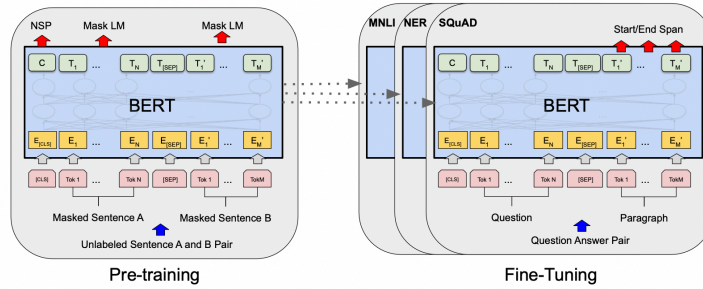 NSP Mask LM Mask LM
C T1 ... TN T[SEP] T1' ... TM'
BERT
E[CLS] E1 ... EN E[SEP] E1' ... EM'
[CLS] Tok 1 ... Tok N [SEP] Tok 1 ... TokM
Masked Sentence A Masked Sentence B
Unlabeled Sentence A and B Pair
Pre-training
MNLI NER SQuAD
Start/End Span
C T1 ... TN T[SEP] T1' ... TM'
BERT
E[CLS] E1 ... EN E[SEP] E1' ... EM'
[CLS] Tok 1 ... Tok N [SEP] Tok 1 ... TokM
Question Paragraph
Question Answer Pair
Fine-Tuning